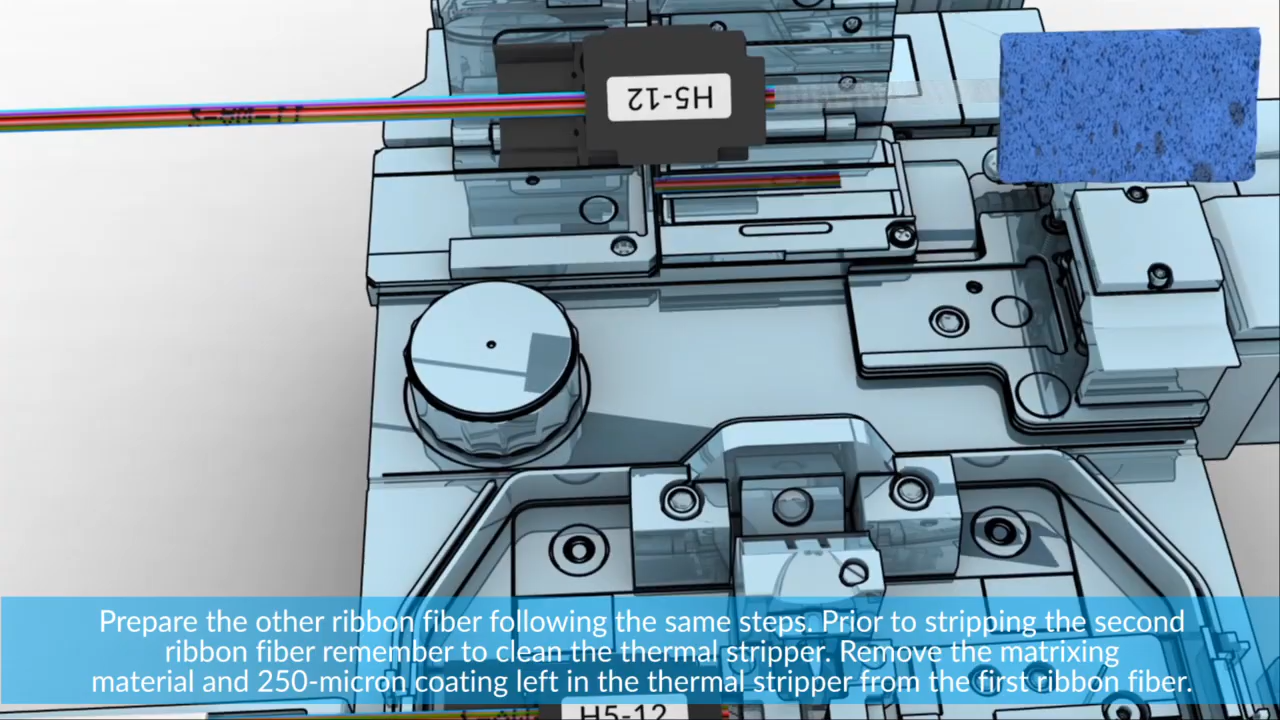 H5-12
Prepare the other ribbon fiber following the same steps. Prior to stripping the second
ribbon fiber remember to clean the thermal stripper. Remove the matrixing
material and 250-micron coating left in the thermal stripper from the first ribbon fiber.
H5-12